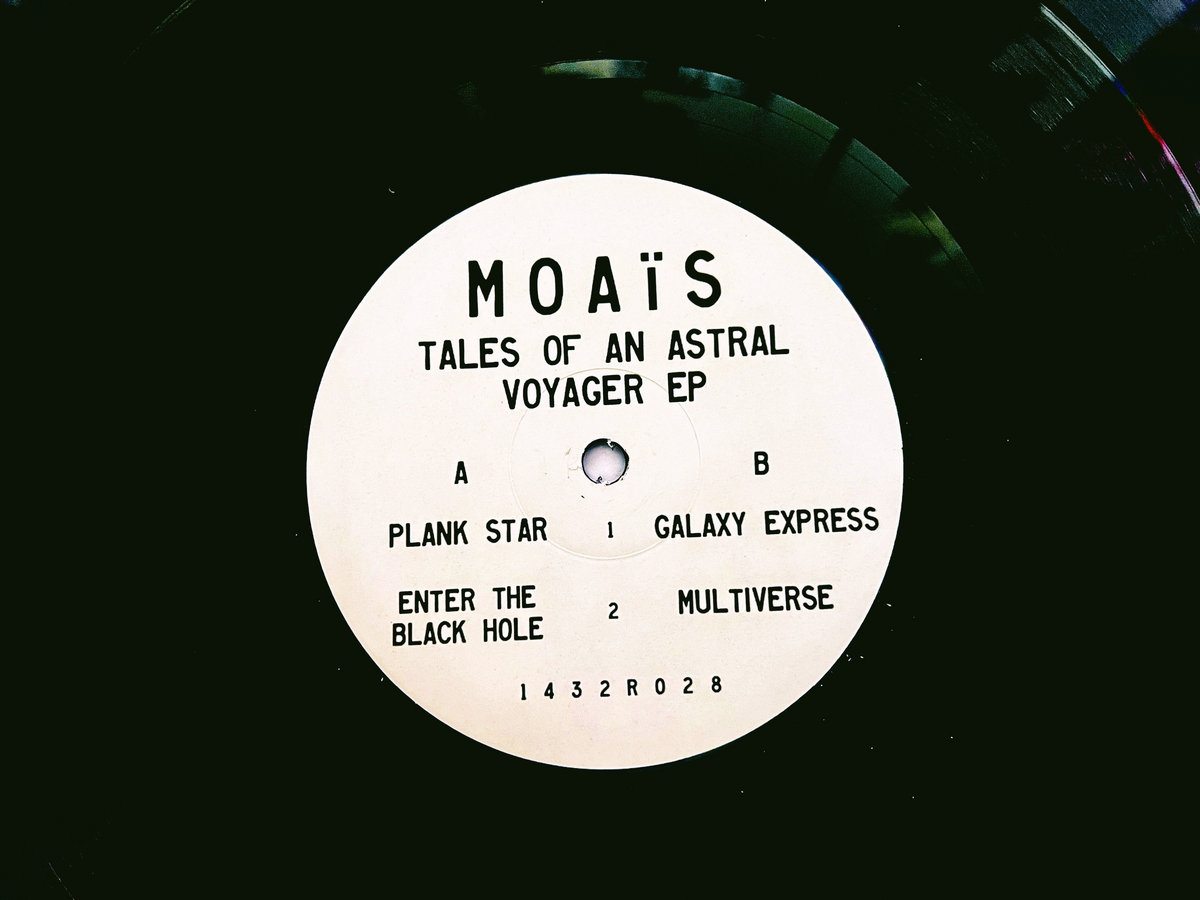 MOAïS
TALES OF AN ASTRAL
VOYAGER EP
A B
PLANK STAR 1 GALAXY EXPRESS
ENTER THE
BLACK HOLE 2 MULTIVERSE
1432R028